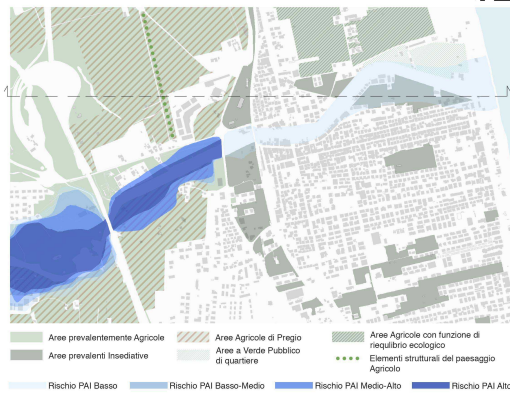 Aree prevalentemente Agricole
Aree Agricole di Pregio
Aree Agricole con funzione di
riequlibrio ecologico
Aree prevalenti Insediative
Aree a Verde Pubblico
di quartiere
Elementi strutturali del paesaggio
Agricolo
Rischio PAI Basso
Rischio PAI Basso-Medio
Rischio PAI Medio-Alto
Rischio PAI Alto